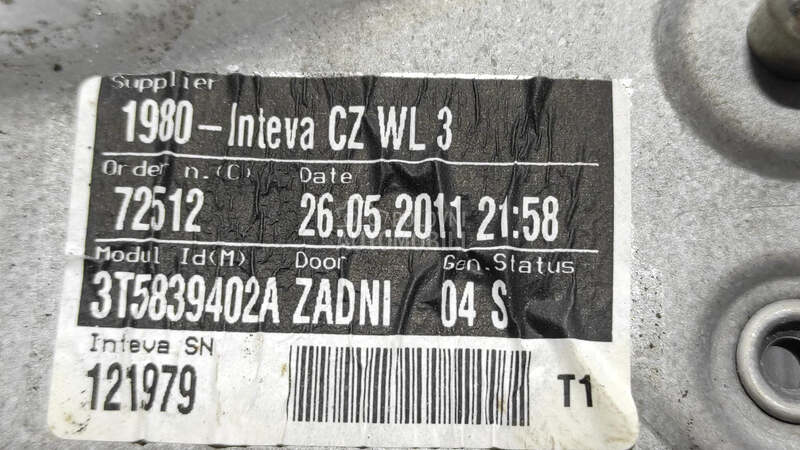 Supplier
1980-Inteva CZ WL 3
Order n.(C) Date
72512 26.05.2011 21:58
Modul Id(M) Door Gen.Status
3T5839402A ZADNI 04 S
Inteva SN
121979 T1